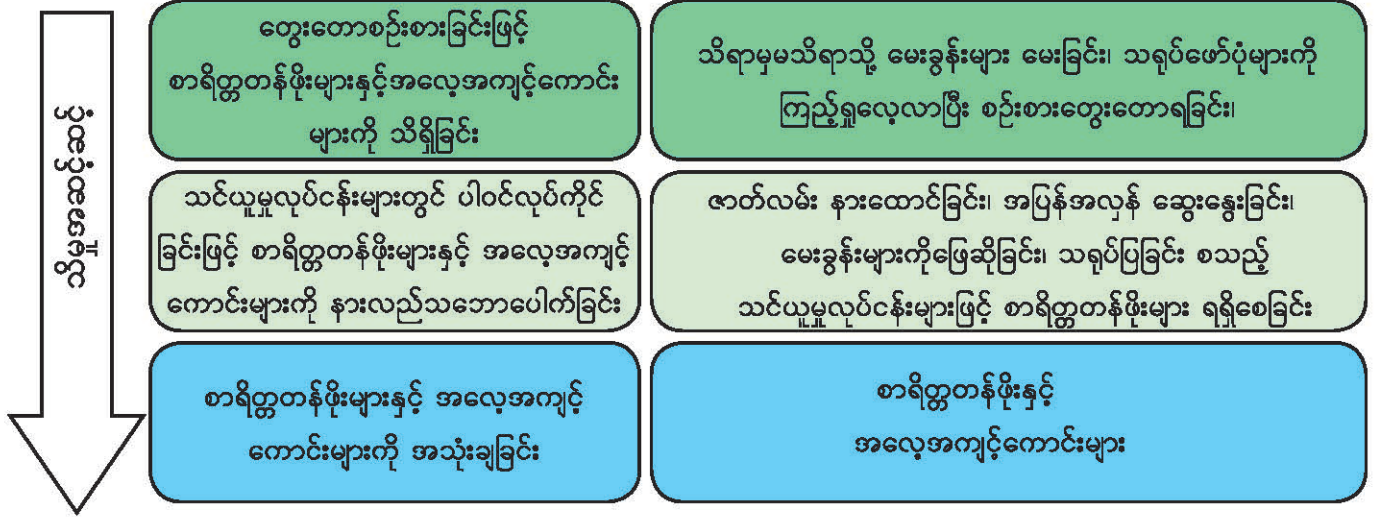 သိမှုအဆင့်ဆင့်
တွေးတောစဉ်းစားခြင်းဖြင့်
စာရိတ္တတန်ဖိုးများနှင့်အလေ့အကျင့်ကောင်း
များကို သိရှိခြင်း
သိရာမှမသိရာသို့ မေးခွန်းများ မေးခြင်း၊ သရုပ်ဖော်ပုံများကို
ကြည့်ရှုလေ့လာပြီး စဉ်းစားတွေးတောရခြင်း၊
သင်ယူမှုလုပ်ငန်းများတွင် ပါဝင်လုပ်ကိုင်
ခြင်းဖြင့် စာရိတ္တတန်ဖိုးများနှင့် အလေ့အကျင့်
ကောင်းများကို နားလည်သဘောပေါက်ခြင်း
ဇာတ်လမ်း နားထောင်ခြင်း၊ အပြန်အလှန် ဆွေးနွေးခြင်း၊
မေးခွန်းများကိုဖြေဆိုခြင်း၊ သရုပ်ပြခြင်း စသည့်
သင်ယူမှုလုပ်ငန်းများဖြင့် စာရိတ္တတန်ဖိုးများ ရရှိစေခြင်း
စာရိတ္တတန်ဖိုးများနှင့် အလေ့အကျင့်
ကောင်းများကို အသုံးချခြင်း
စာရိတ္တတန်ဖိုးနှင့်
အလေ့အကျင့်ကောင်းများ